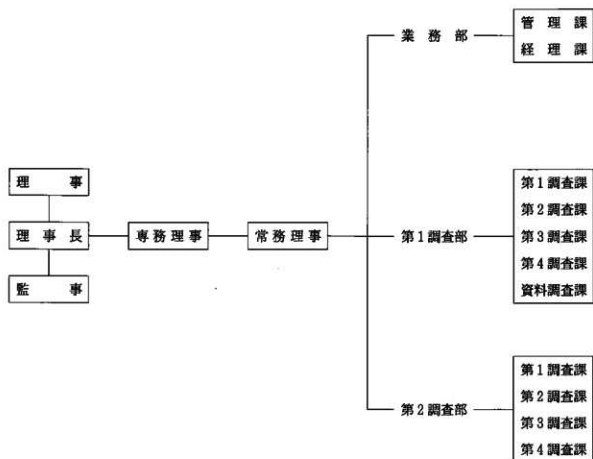 業務部
管理課
経理課
理事
理事長
監事
専務理事
常務理事
第1調査部
第1調査課
第2調査課
第3調査課
第4調査課
資料調査課
第2調査部
第1調査課
第2調査課
第3調査課
第4調査課